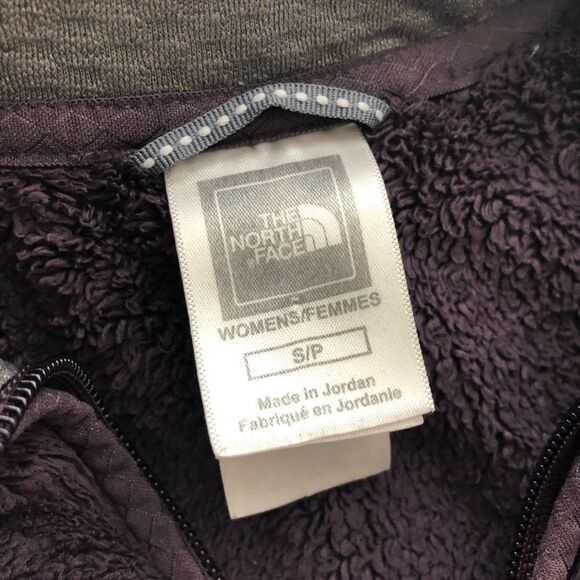 THE
NORTH
FACE
WOMENS/FEMMES
S/P
Made in Jordan
Fabriqué en Jordanie